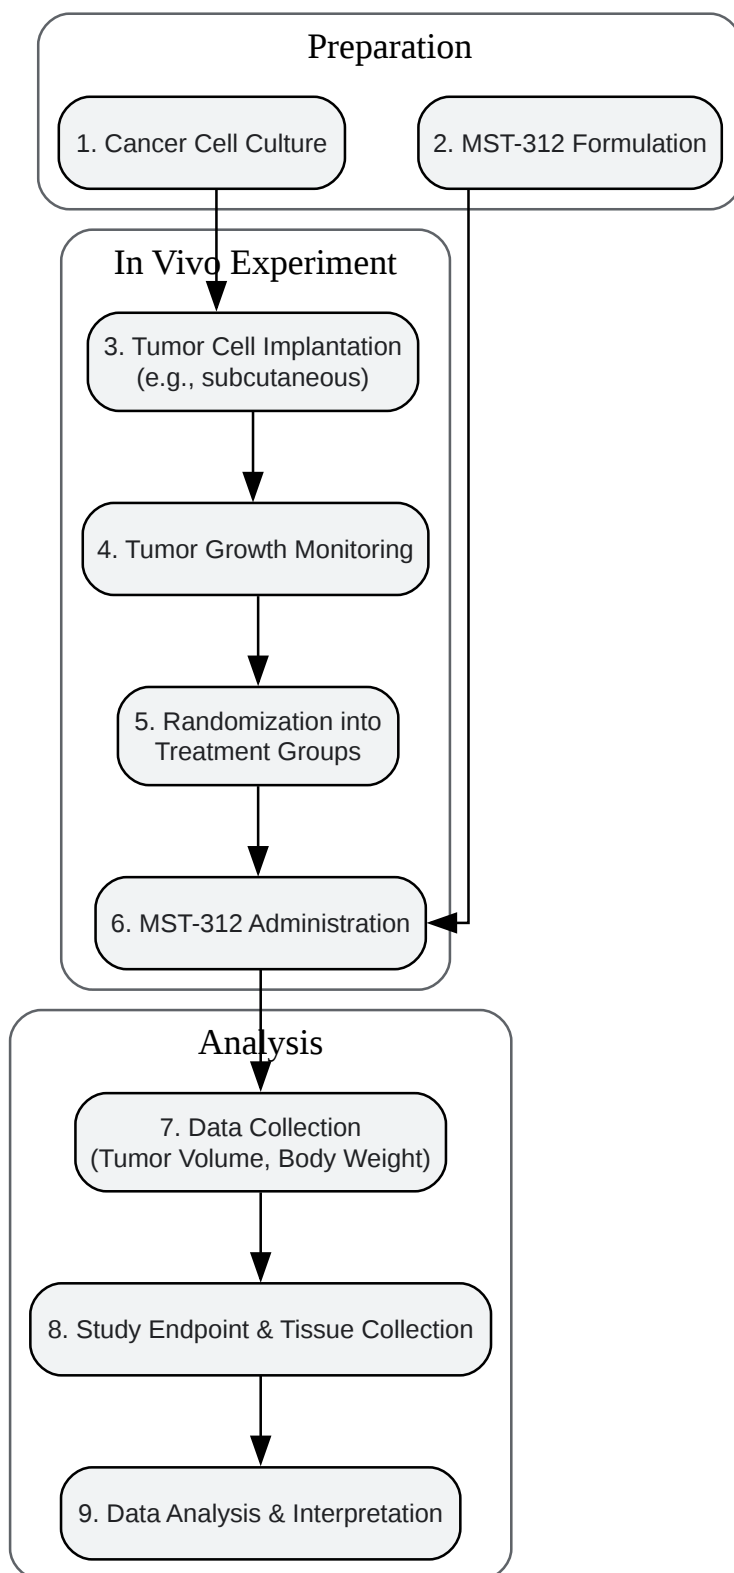 Preparation
1. Cancer Cell Culture
2. MST-312 Formulation
In Vivo Experiment
3. Tumor Cell Implantation
(e.g., subcutaneous)
4. Tumor Growth Monitoring
5. Randomization into
Treatment Groups
6. MST-312 Administration
Analysis
7. Data Collection
(Tumor Volume, Body Weight)
8. Study Endpoint & Tissue Collection
9. Data Analysis & Interpretation